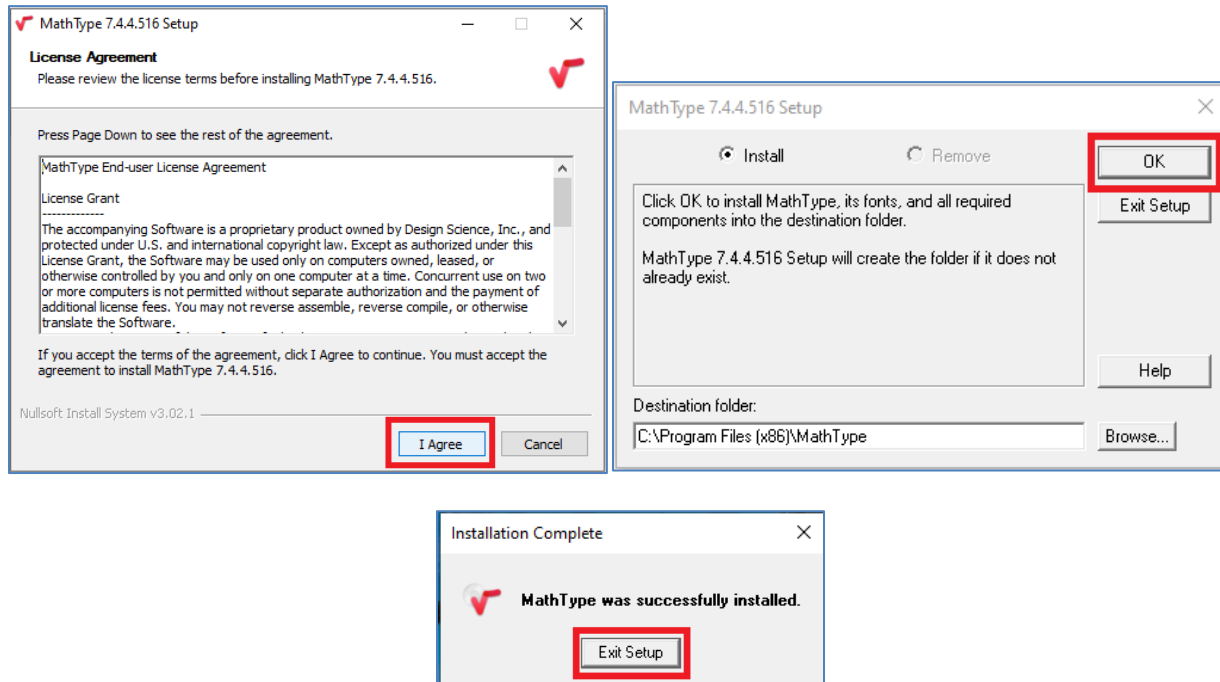 MathType 7.4.4.516 Setup
License Agreement
Please review the license terms before installing MathType 7.4.4.516.
Press Page Down to see the rest of the agreement.
MathType End-user License Agreement
License Grant
-------------
The accompanying Software is a proprietary product owned by Design Science, Inc., and
protected under U.S. and international copyright law. Except as authorized under this
License Grant, the Software may be used only on computers owned, leased, or
otherwise controlled by you and only on one computer at a time. Concurrent use on two
or more computers is not permitted without separate authorization and the payment of
additional license fees. You may not reverse assemble, reverse compile, or otherwise
translate the Software.
If you accept the terms of the agreement, click I Agree to continue. You must accept the
agreement to install MathType 7.4.4.516.
Nullsoft Install System v3.02.1
I Agree
Cancel
MathType 7.4.4.516 Setup
Install
Remove
OK
Click OK to install MathType, its fonts, and all required
components into the destination folder.
Exit Setup
MathType 7.4.4.516 Setup will create the folder if it does not
already exist.
Help
Destination folder:
C:\Program Files (x86)\MathType
Browse...
Installation Complete
MathType was successfully installed.
Exit Setup